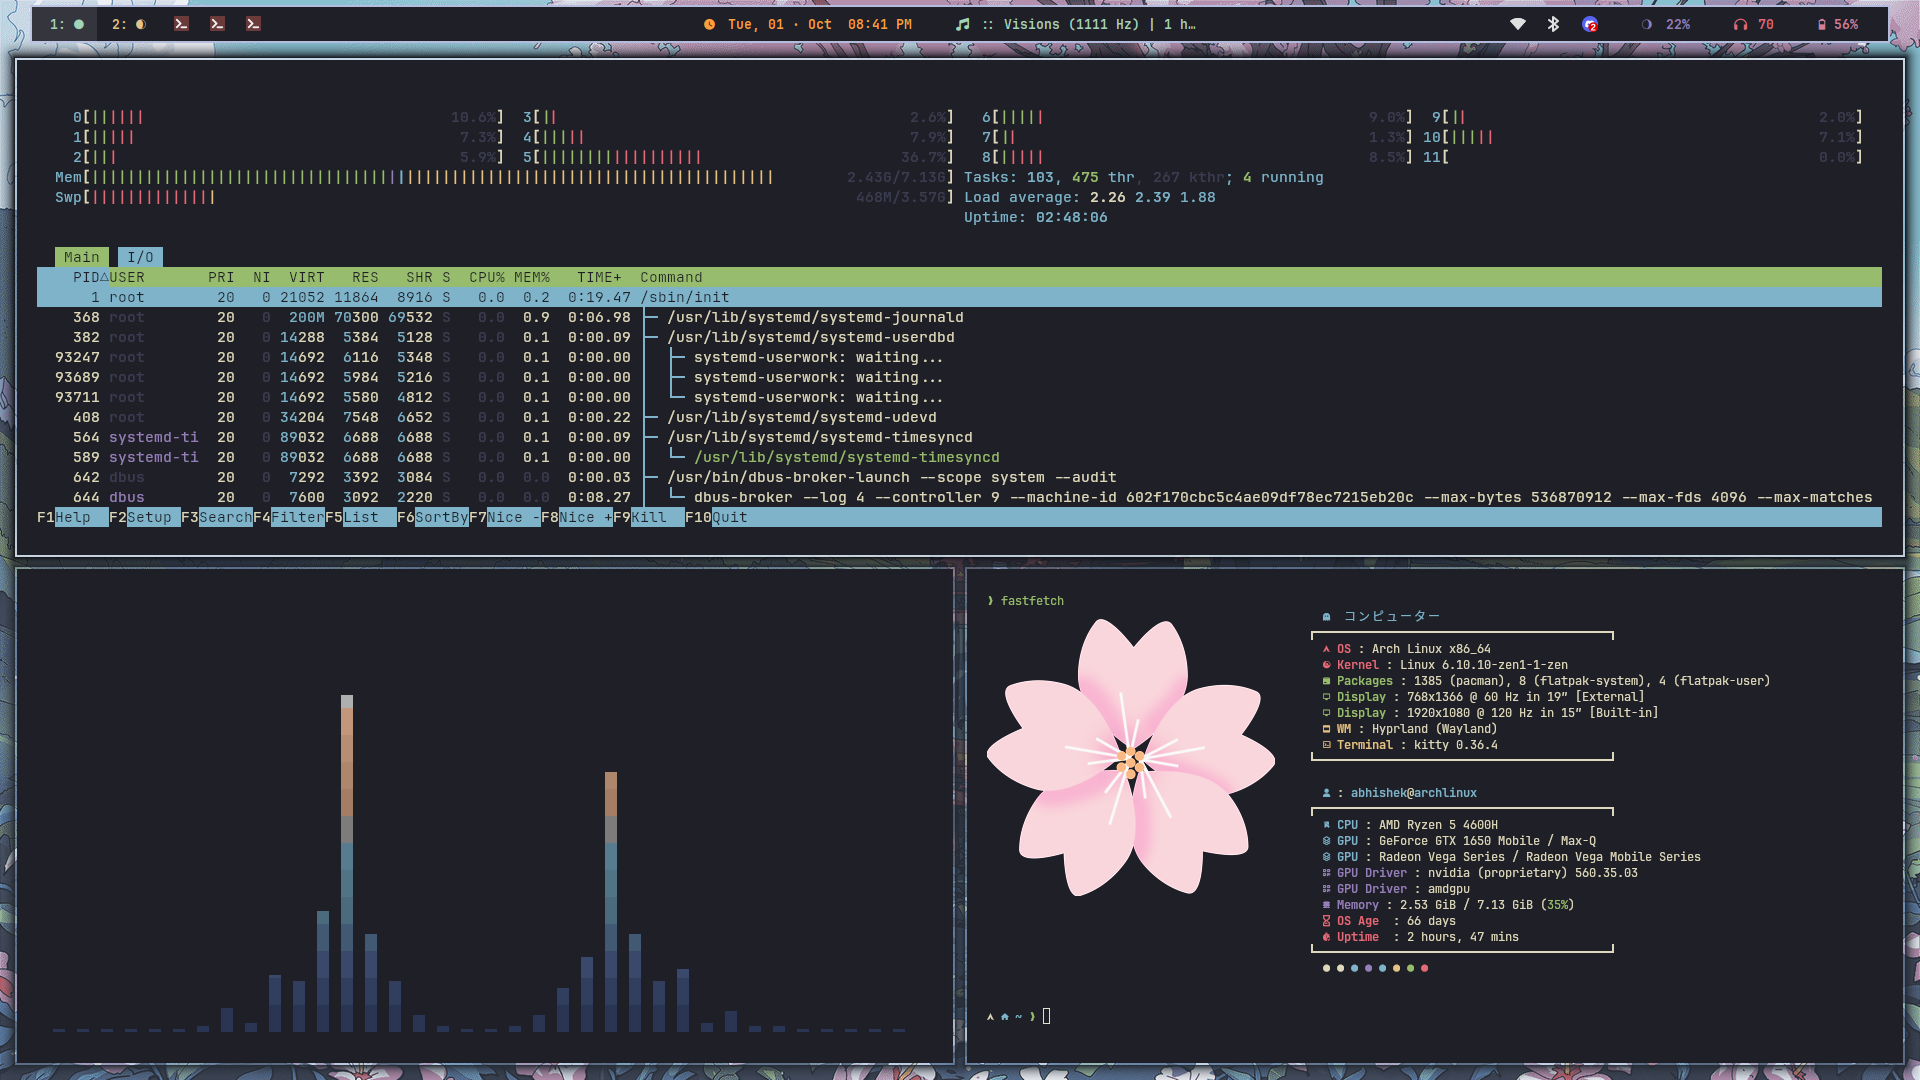 1: 2: Tue, 01 · Oct 08:41 PM :: Visions (1111 Hz) | 1 h… 2 22% 70 56%
0[|||||| 10.6%] 3[|| 2.6%] 6[||||| 9.0%] 9[|| 2.0%]
1[||||| 7.3%] 4[||||| 7.9%] 7[|| 1.3%] 10[||||| 7.1%]
2[||| 5.9%] 5[|||||||||||||||||| 36.7%] 8[||||| 8.5%] 11[ 0.0%]
Mem[ 2.43G/7.13G] Tasks: 103, 475 thr, 267 kthr; 4 running
Swp[|||||||||||||| 468M/3.57G] Load average: 2.26 2.39 1.88
Uptime: 02:48:06
Main I/O
PID△USER PRI NI VIRT RES SHR S CPU% MEM% TIME+ Command
1 root 20 0 21052 11864 8916 S 0.0 0.2 0:19.47 /sbin/init
368 root 20 0 200M 70300 69532 S 0.0 0.9 0:06.98 ├─ /usr/lib/systemd/systemd-journald
382 root 20 0 14288 5384 5128 S 0.0 0.1 0:00.09 ├─ /usr/lib/systemd/systemd-userdbd
93247 root 20 0 14692 6116 5348 S 0.0 0.1 0:00.00 │ ├─ systemd-userwork: waiting...
93689 root 20 0 14692 5984 5216 S 0.0 0.1 0:00.00 │ ├─ systemd-userwork: waiting...
93711 root 20 0 14692 5580 4812 S 0.0 0.1 0:00.00 │ └─ systemd-userwork: waiting...
408 root 20 0 34204 7548 6652 S 0.0 0.1 0:00.22 ├─ /usr/lib/systemd/systemd-udevd
564 systemd-ti 20 0 89032 6688 6688 S 0.0 0.1 0:00.09 ├─ /usr/lib/systemd/systemd-timesyncd
589 systemd-ti 20 0 89032 6688 6688 S 0.0 0.1 0:00.00 │ └─ /usr/lib/systemd/systemd-timesyncd
642 dbus 20 0 7292 3392 3084 S 0.0 0.0 0:00.03 ├─ /usr/bin/dbus-broker-launch --scope system --audit
644 dbus 20 0 7600 3092 2220 S 0.0 0.0 0:08.27 │ └─ dbus-broker --log 4 --controller 9 --machine-id 602f170cbc5c4ae09df78ec7215eb20c --max-bytes 536870912 --max-fds 4096 --max-matches
F1Help F2Setup F3SearchF4FilterF5List F6SortByF7Nice -F8Nice +F9Kill F10Quit
❱ fastfetch
コンピューター
OS : Arch Linux x86_64
Kernel : Linux 6.10.10-zen1-1-zen
Packages : 1385 (pacman), 8 (flatpak-system), 4 (flatpak-user)
Display : 768x1366 @ 60 Hz in 19″ [External]
Display : 1920x1080 @ 120 Hz in 15″ [Built-in]
WM : Hyprland (Wayland)
Terminal : kitty 0.36.4
: abhishek@archlinux
CPU : AMD Ryzen 5 4600H
GPU : GeForce GTX 1650 Mobile / Max-Q
GPU : Radeon Vega Series / Radeon Vega Mobile Series
GPU Driver : nvidia (proprietary) 560.35.03
GPU Driver : amdgpu
Memory : 2.53 GiB / 7.13 GiB (35%)
OS Age : 66 days
Uptime : 2 hours, 47 mins
~ ❱